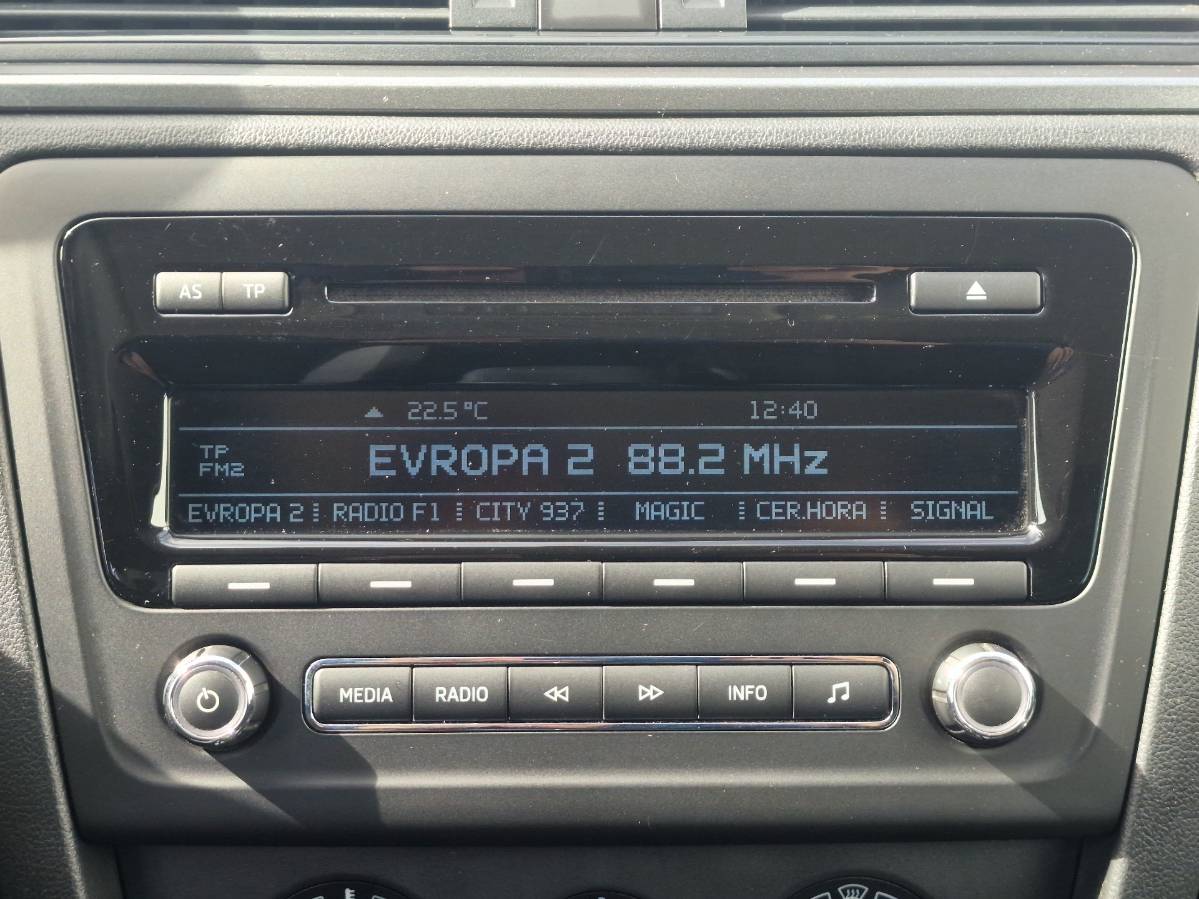 AS TP
22.5°C 12:40
TP
FM2
EVROPA 2 88.2 MHz
EVROPA 2 RADIO F1 CITY 937 MAGIC CER.HORA SIGNAL
MEDIA RADIO INFO